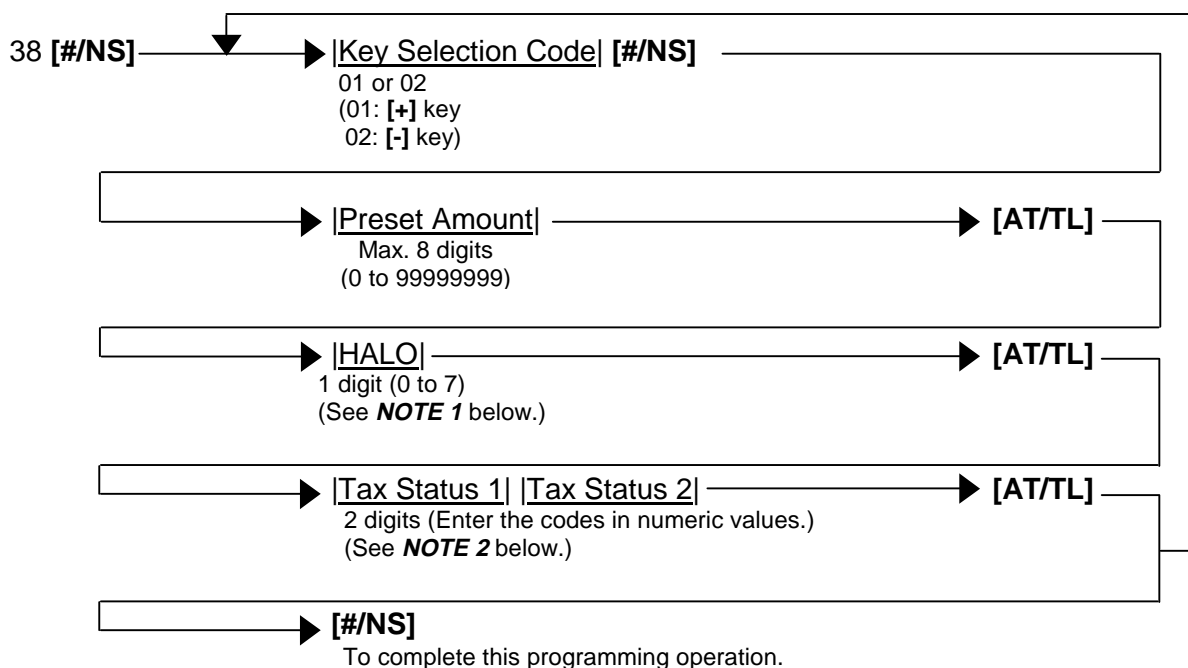 38 [#/NS] |Key Selection Code| [#/NS]
01 or 02
(01: [+] key
02: [-] key)
|Preset Amount| [AT/TL]
Max. 8 digits
(0 to 99999999)
|HALO| [AT/TL]
1 digit (0 to 7)
(See NOTE 1 below.)
|Tax Status 1| |Tax Status 2| [AT/TL]
2 digits (Enter the codes in numeric values.)
(See NOTE 2 below.)
[#/NS]
To complete this programming operation.